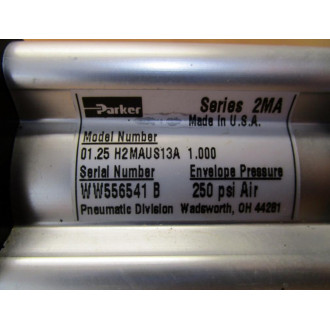 Parker Series 2MA
Made in U.S.A.
Model Number
01.25 H2MAUS13A 1.000
Serial Number Envelope Pressure
WW556541 B 250 psi Air
Pneumatic Division Wadsworth, OH 44281